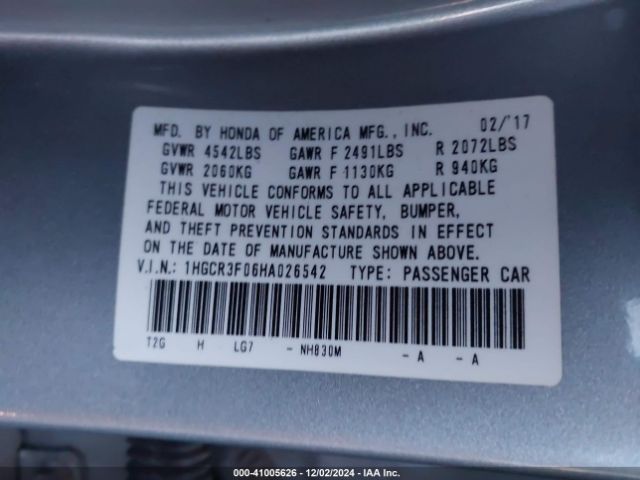 MFD. BY HONDA OF AMERICA MFG., INC. 02/'17
GVWR 4542LBS GAWR F 2491LBS R 2072LBS
GVWR 2060KG GAWR F 1130KG R 940KG
THIS VEHICLE CONFORMS TO ALL APPLICABLE
FEDERAL MOTOR VEHICLE SAFETY, BUMPER,
AND THEFT PREVENTION STANDARDS IN EFFECT
ON THE DATE OF MANUFACTURE SHOWN ABOVE.
V.I.N.: 1HGCR3F06HA026542 TYPE: PASSENGER CAR
T2G H LG7 - NH830M - A - A
000-41005626 - 12/02/2024 - IAA Inc.